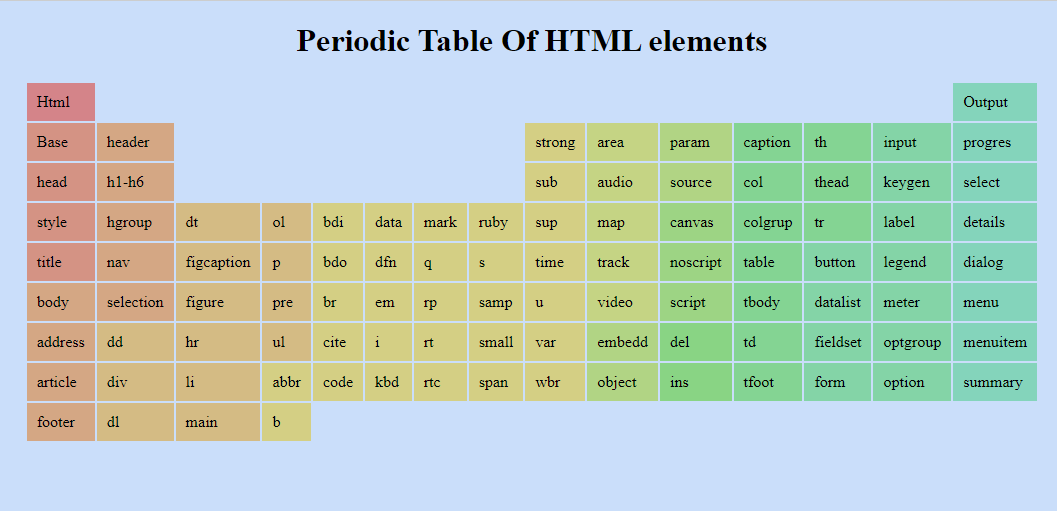 Periodic Table Of HTML elements
Html Output
Base header strong area param caption th input progres
head h1-h6 sub audio source col thead keygen select
style hgroup dt ol bdi data mark ruby sup map canvas colgrup tr label details
title nav figcaption p bdo dfn q s time track noscript table button legend dialog
body selection figure pre br em rp samp u video script tbody datalist meter menu
address dd hr ul cite i rt small var embedd del td fieldset optgroup menuitem
article div li abbr code kbd rtc span wbr object ins tfoot form option summary
footer dl main b